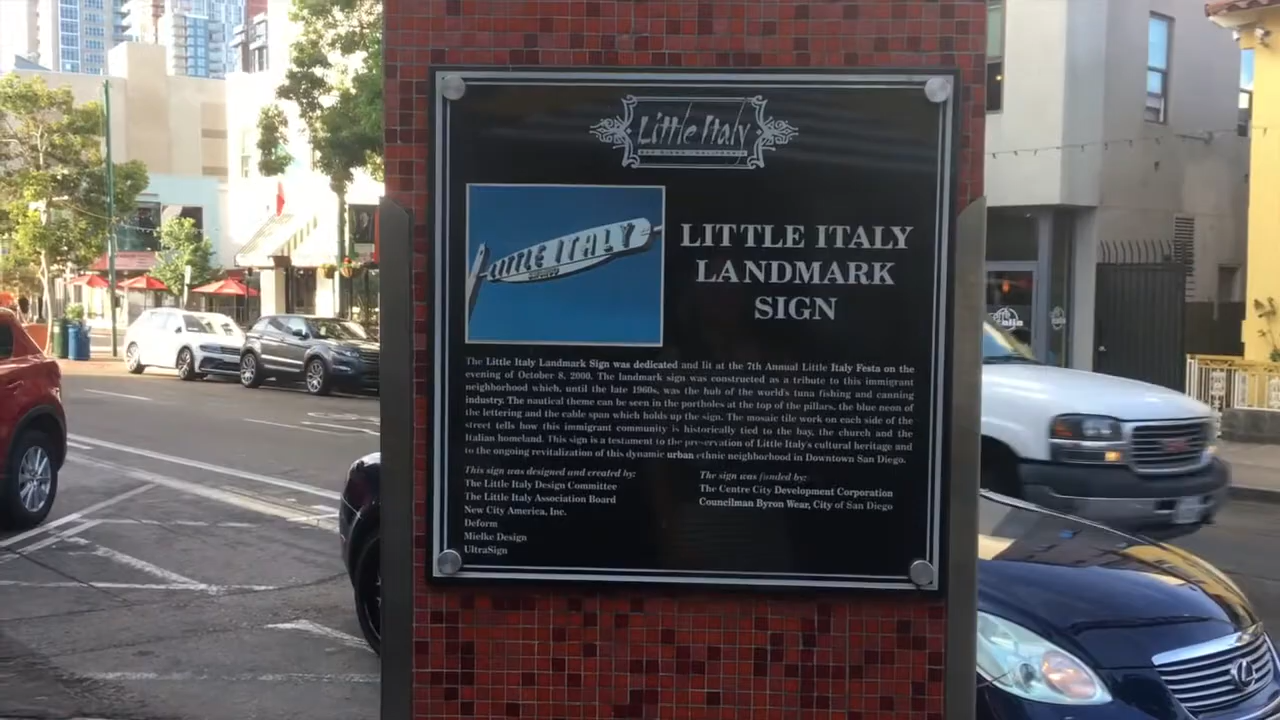 Little Italy
SAN DIEGO CALIFORNIA
LITTLE ITALY
LITTLE ITALY
LANDMARK
SIGN
The Little Italy Landmark Sign was dedicated and lit at the 7th Annual Little Italy Festa on the
evening of October 8, 2000. The landmark sign was constructed as a tribute to this immigrant
neighborhood which, until the late 1960s, was the hub of the world's tuna fishing and canning
industry. The nautical theme can be seen in the portholes at the top of the pillars, the blue neon of
the lettering and the cable span which holds up the sign. The mosaic tile work on each side of the
street tells how this immigrant community is historically tied to the bay, the church and the
Italian homeland. This sign is a testament to the preservation of Little Italy's cultural heritage and
to the ongoing revitalization of this dynamic urban ethnic neighborhood in Downtown San Diego.
This sign was designed and created by:
The Little Italy Design Committee
The Little Italy Association Board
New City America, Inc.
Deform
Mielke Design
UltraSign
The sign was funded by:
The Centre City Development Corporation
Councilman Byron Wear, City of San Diego
GMC